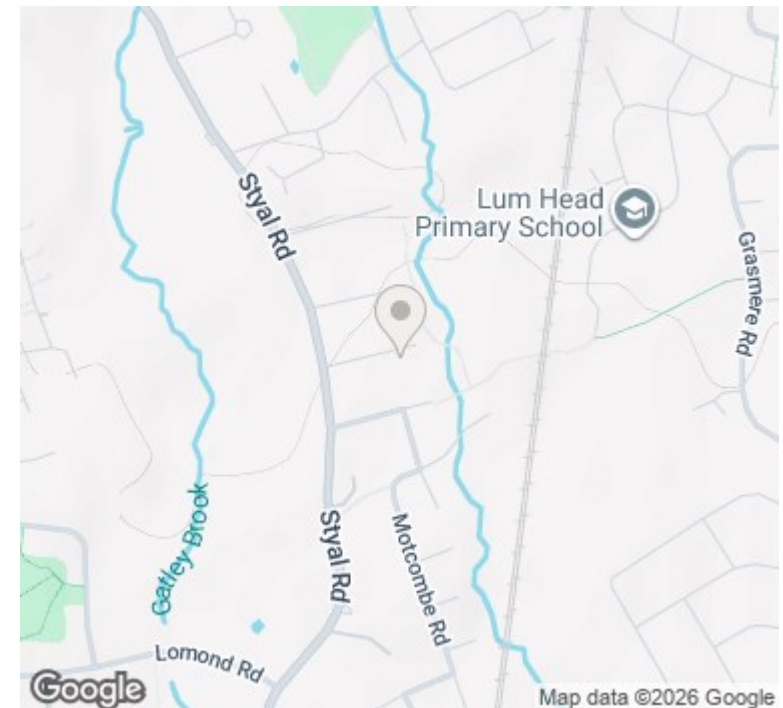 Styal Rd
Lum Head
Primary School
Grasmere Rd
Gatley Brook
Styal Rd
Motcombe Rd
Lomond Rd
Google
Map data ©2026 Google